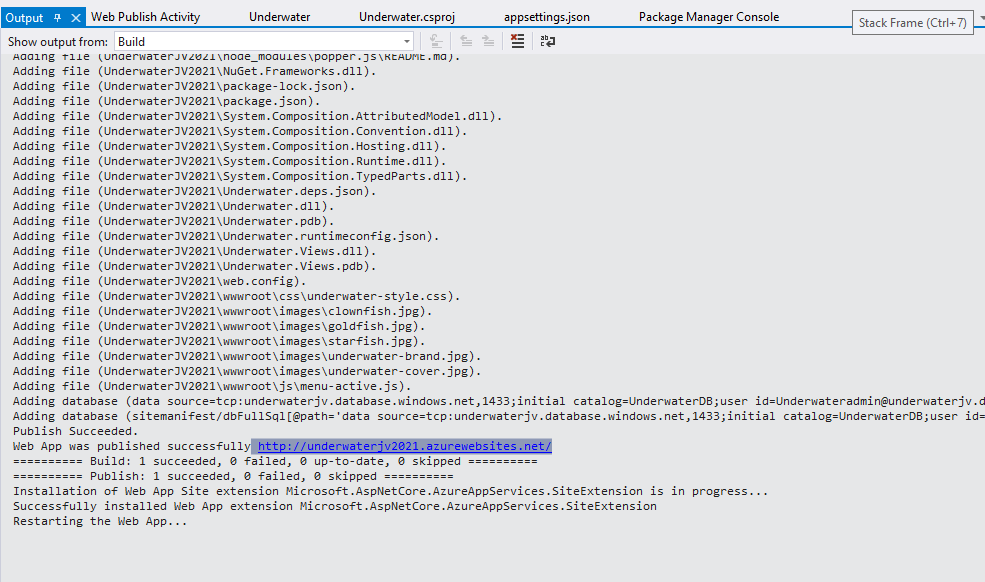 Output
Web Publish Activity
Underwater
Underwater.csproj
appsettings.json
Package Manager Console
Stack Frame (Ctrl+7)
Show output from: Build
Adding file (UnderwaterJV2021\node_modules\popper.js\README.md).
Adding file (UnderwaterJV2021\NuGet.Frameworks.dll).
Adding file (UnderwaterJV2021\package-lock.json).
Adding file (UnderwaterJV2021\package.json).
Adding file (UnderwaterJV2021\System.Composition.AttributedModel.dll).
Adding file (UnderwaterJV2021\System.Composition.Convention.dll).
Adding file (UnderwaterJV2021\System.Composition.Hosting.dll).
Adding file (UnderwaterJV2021\System.Composition.Runtime.dll).
Adding file (UnderwaterJV2021\System.Composition.TypedParts.dll).
Adding file (UnderwaterJV2021\Underwater.deps.json).
Adding file (UnderwaterJV2021\Underwater.dll).
Adding file (UnderwaterJV2021\Underwater.pdb).
Adding file (UnderwaterJV2021\Underwater.runtimeconfig.json).
Adding file (UnderwaterJV2021\Underwater.Views.dll).
Adding file (UnderwaterJV2021\Underwater.Views.pdb).
Adding file (UnderwaterJV2021\web.config).
Adding file (UnderwaterJV2021\wwwroot\css\underwater-style.css).
Adding file (UnderwaterJV2021\wwwroot\images\clownfish.jpg).
Adding file (UnderwaterJV2021\wwwroot\images\goldfish.jpg).
Adding file (UnderwaterJV2021\wwwroot\images\starfish.jpg).
Adding file (UnderwaterJV2021\wwwroot\images\underwater-brand.jpg).
Adding file (UnderwaterJV2021\wwwroot\images\underwater-cover.jpg).
Adding file (UnderwaterJV2021\wwwroot\js\menu-active.js).
Adding database (data source=tcp:underwaterjv.database.windows.net,1433;initial catalog=UnderwaterDB;user id=Underwateradmin@underwaterjv.d
Adding database (sitemanifest/dbFullSql[@path='data source=tcp:underwaterjv.database.windows.net,1433;initial catalog=UnderwaterDB;user id=
Publish Succeeded.
Web App was published successfully http://underwaterjv2021.azurewebsites.net/
========== Build: 1 succeeded, 0 failed, 0 up-to-date, 0 skipped ==========
========== Publish: 1 succeeded, 0 failed, 0 skipped ==========
Installation of Web App Site extension Microsoft.AspNetCore.AzureAppServices.SiteExtension is in progress...
Successfully installed Web App extension Microsoft.AspNetCore.AzureAppServices.SiteExtension
Restarting the Web App...